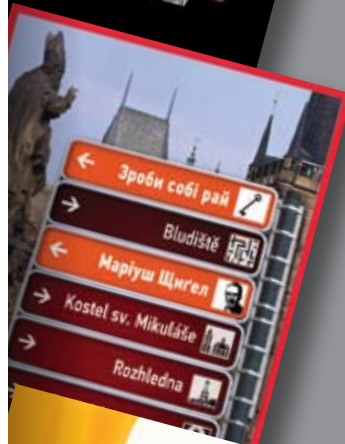 Зроби собі рай
Bludiště
Маріуш Щигел
Kostel sv. Mikuláše
Rozhledna